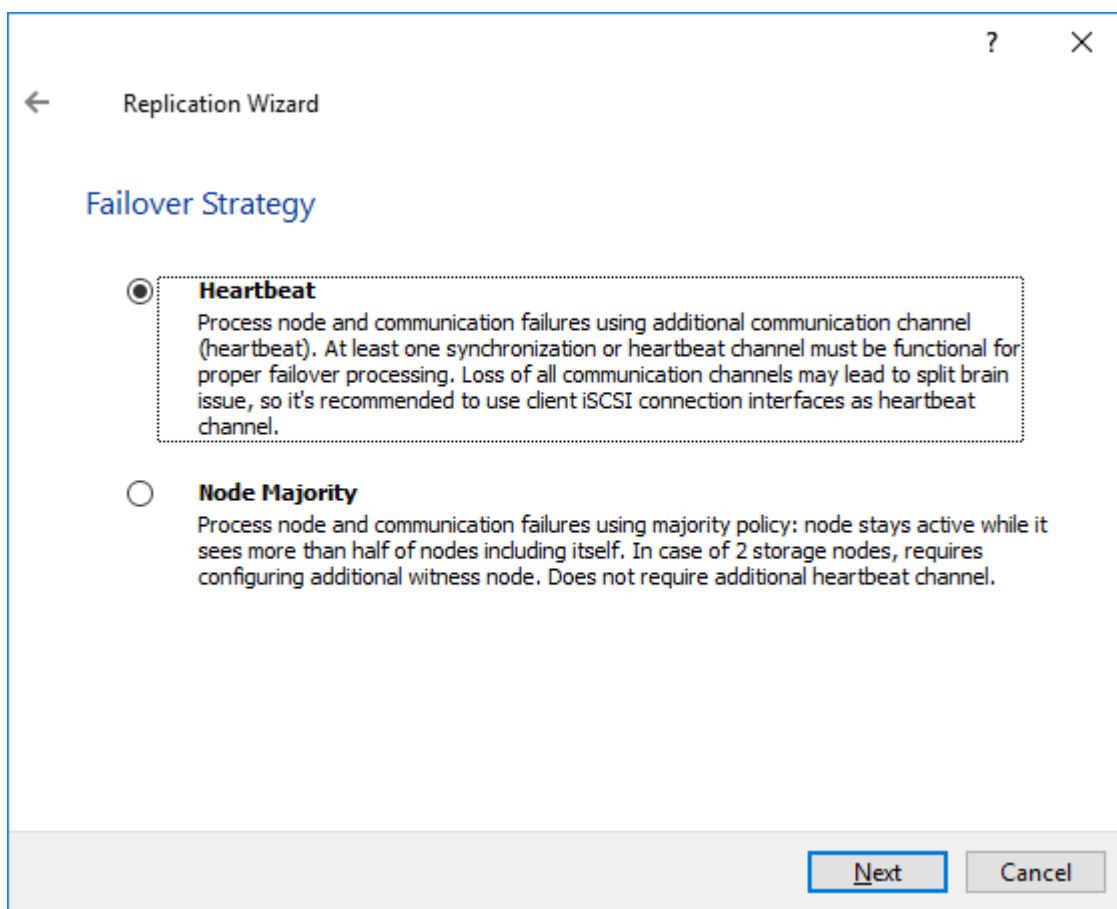 ?
Replication Wizard
Failover Strategy
Heartbeat
Process node and communication failures using additional communication channel
(heartbeat). At least one synchronization or heartbeat channel must be functional for
proper failover processing. Loss of all communication channels may lead to split brain
issue, so it's recommended to use client iSCSI connection interfaces as heartbeat
channel.
Node Majority
Process node and communication failures using majority policy: node stays active while it
sees more than half of nodes including itself. In case of 2 storage nodes, requires
configuring additional witness node. Does not require additional heartbeat channel.
Next Cancel